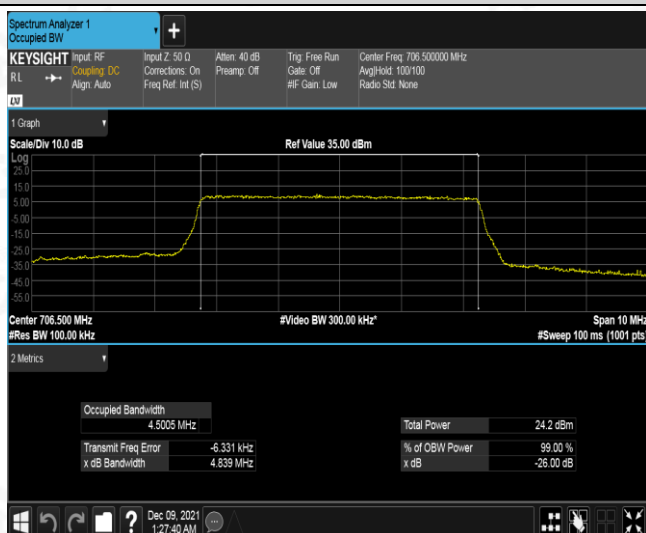 Spectrum Analyzer 1
Occupied BW
+
KEYSIGHT
RL
LXI
Input: RF
Coupling: DC
Align: Auto
Input Z: 50 Ω
Corrections: On
Freq Ref: Int (S)
Atten: 40 dB
Preamp: Off
Trig: Free Run
Gate: Off
#IF Gain: Low
Center Freq: 706.500000 MHz
Avg|Hold: 100/100
Radio Std: None
1 Graph
Scale/Div 10.0 dB
Ref Value 35.00 dBm
Log
25.0
15.0
5.00
-5.00
-15.0
-25.0
-35.0
-45.0
-55.0
Center 706.500 MHz
#Video BW 300.00 kHz*
Span 10 MHz
#Res BW 100.00 kHz
#Sweep 100 ms (1001 pts)
2 Metrics
Occupied Bandwidth
4.5005 MHz
Total Power 24.2 dBm
Transmit Freq Error -6.331 kHz
% of OBW Power 99.00 %
x dB Bandwidth 4.839 MHz
x dB -26.00 dB
?
Dec 09, 2021
1:27:40 AM